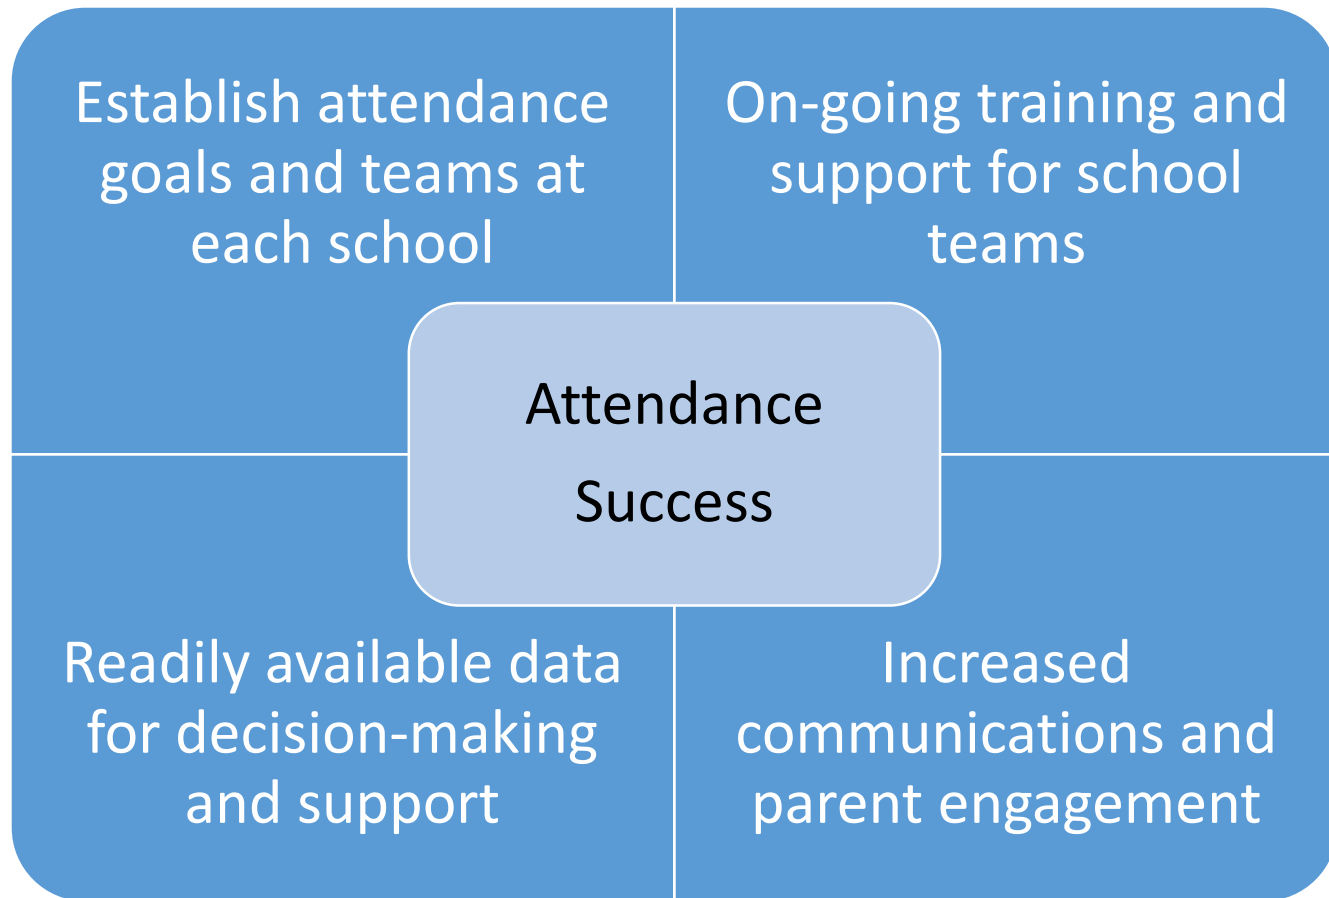 Establish attendance
goals and teams at
each school
On-going training and
support for school
teams
Attendance
Success
Readily available data
for decision-making
and support
Increased
communications and
parent engagement